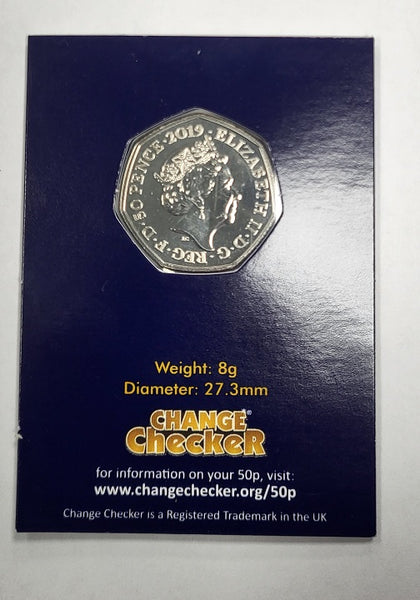 ELIZABETH II · D · G · REG · F · D · 50 PENCE · 2019 ·
Weight: 8g
Diameter: 27.3mm
CHANGE®
CHecKeR
for information on your 50p, visit:
www.changechecker.org/50p
Change Checker is a Registered Trademark in the UK